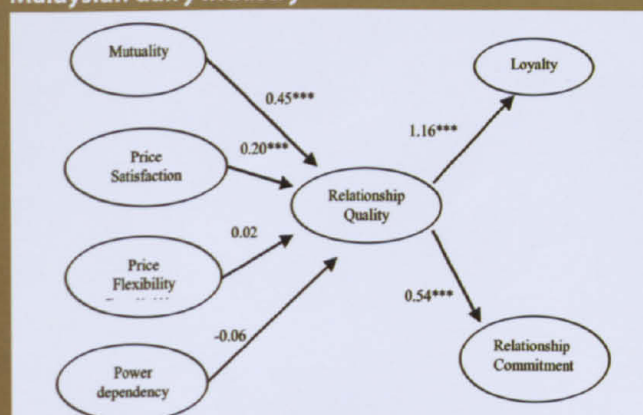 Malaysian dairy industry
Mutuality
Loyalty
0.45***
1.16***
0.20***
Price
Satisfaction
Relationship
Quality
0.02
Price
Flexibility
0.54***
-0.06
Relationship
Commitment
Power
dependency